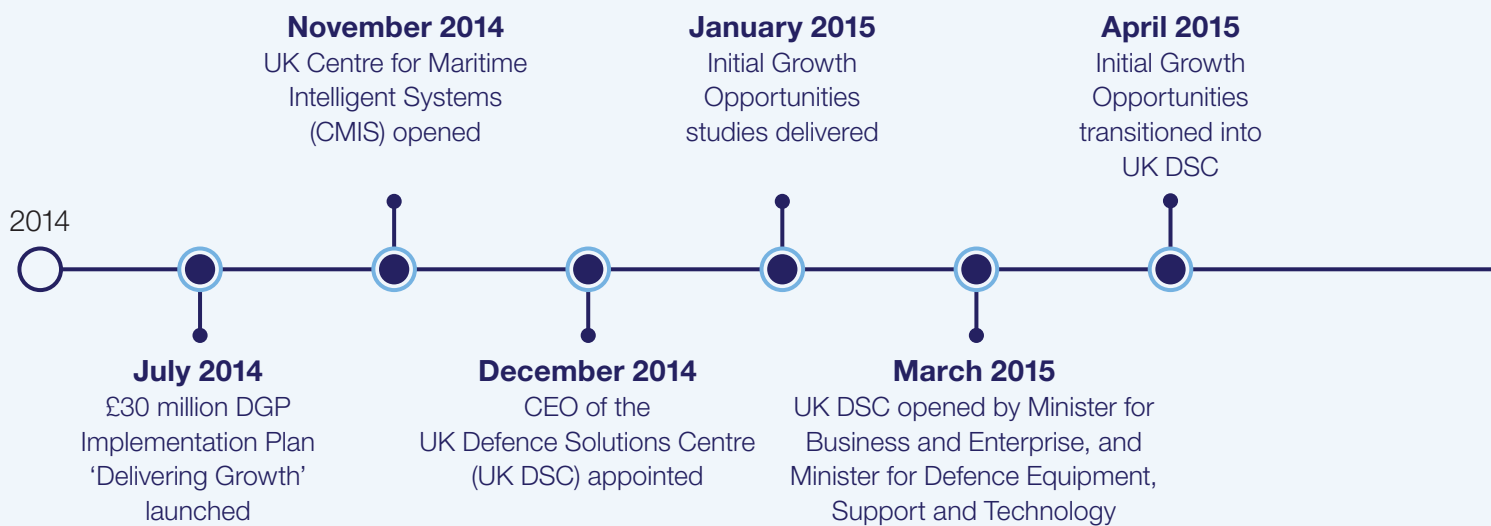 November 2014
UK Centre for Maritime
Intelligent Systems
(CMIS) opened
January 2015
Initial Growth
Opportunities
studies delivered
April 2015
Initial Growth
Opportunities
transitioned into
UK DSC
2014
July 2014
£30 million DGP
Implementation Plan
‘Delivering Growth’
launched
December 2014
CEO of the
UK Defence Solutions Centre
(UK DSC) appointed
March 2015
UK DSC opened by Minister for
Business and Enterprise, and
Minister for Defence Equipment,
Support and Technology